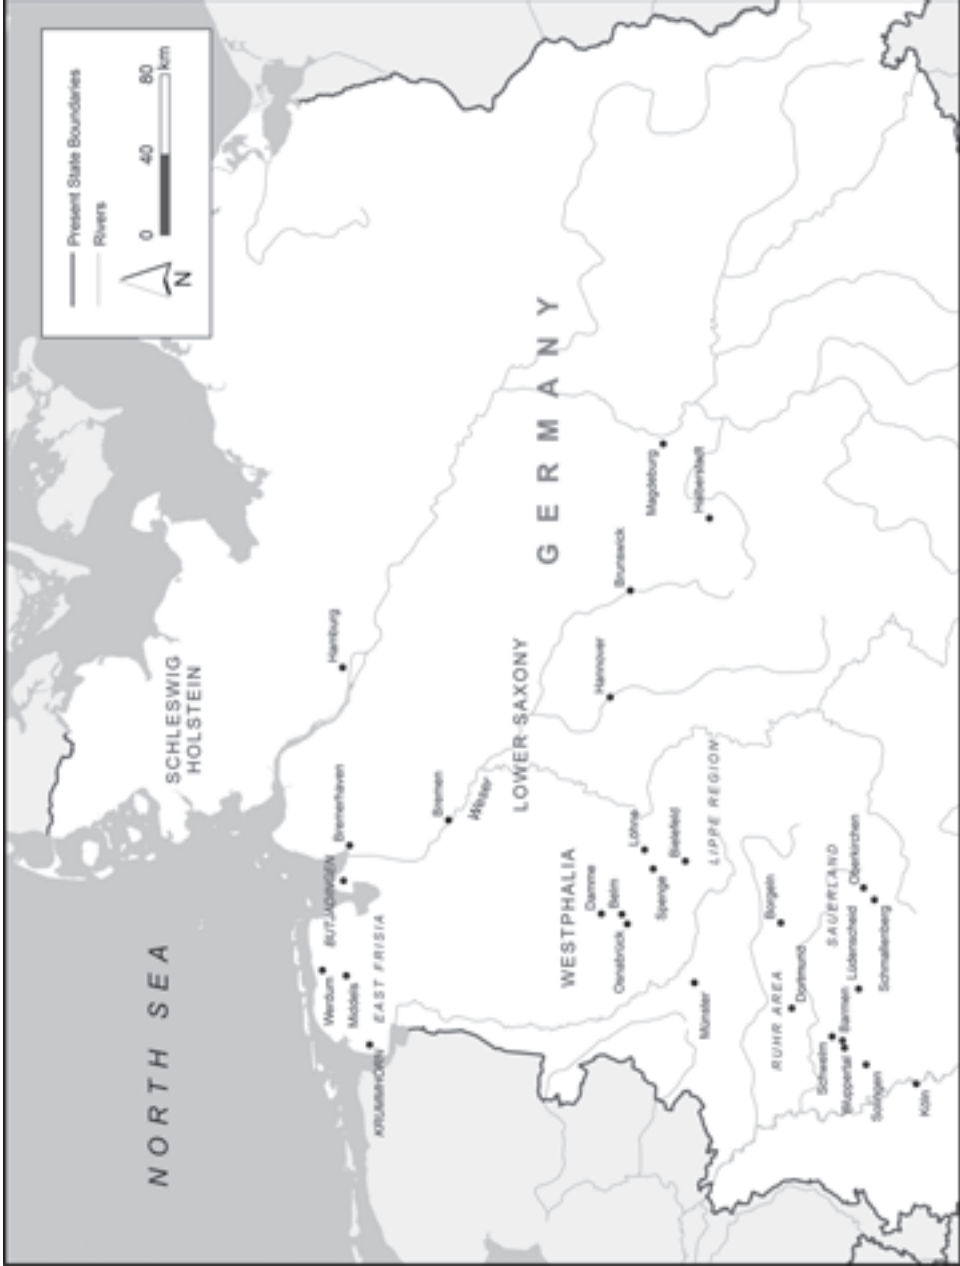 Present State Boundaries
Rivers
0 40 80
km
N
NORTH SEA
SCHLESWIG
HOLSTEIN
Hamburg
Bremerhaven
BUTJADINGEN
Werdum
Middels
EAST FRISIA
KRUMMHÖRN
Bremen
Weser
LOWER SAXONY
GERMANY
WESTPHALIA
Damme
Belm
Osnabrück
Löhne
Spenge
Bielefeld
LIPPE REGION
Hannover
Brunswick
Magdeburg
Halberstadt
Münster
Borgeln
RUHR AREA
Dortmund
SAUERLAND
Oberkirchen
Schmallenberg
Lüdenscheid
Schwelm
Barmen
Wuppertal
Solingen
Köln